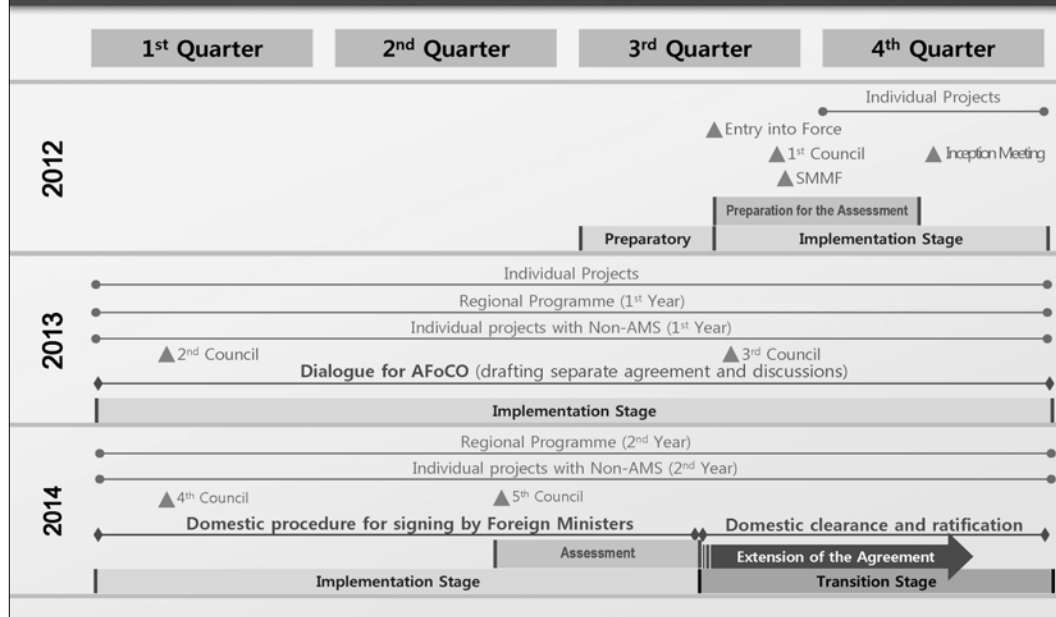 1st Quarter 2nd Quarter 3rd Quarter 4th Quarter
2012
Individual Projects
Entry into Force
1st Council
Inception Meeting
SMMF
Preparation for the Assessment
Preparatory
Implementation Stage
2013
Individual Projects
Regional Programme (1st Year)
Individual projects with Non-AMS (1st Year)
2nd Council
3rd Council
Dialogue for AFoCO (drafting separate agreement and discussions)
Implementation Stage
2014
Regional Programme (2nd Year)
Individual projects with Non-AMS (2nd Year)
4th Council
5th Council
Domestic procedure for signing by Foreign Ministers
Domestic clearance and ratification
Assessment
Extension of the Agreement
Implementation Stage
Transition Stage